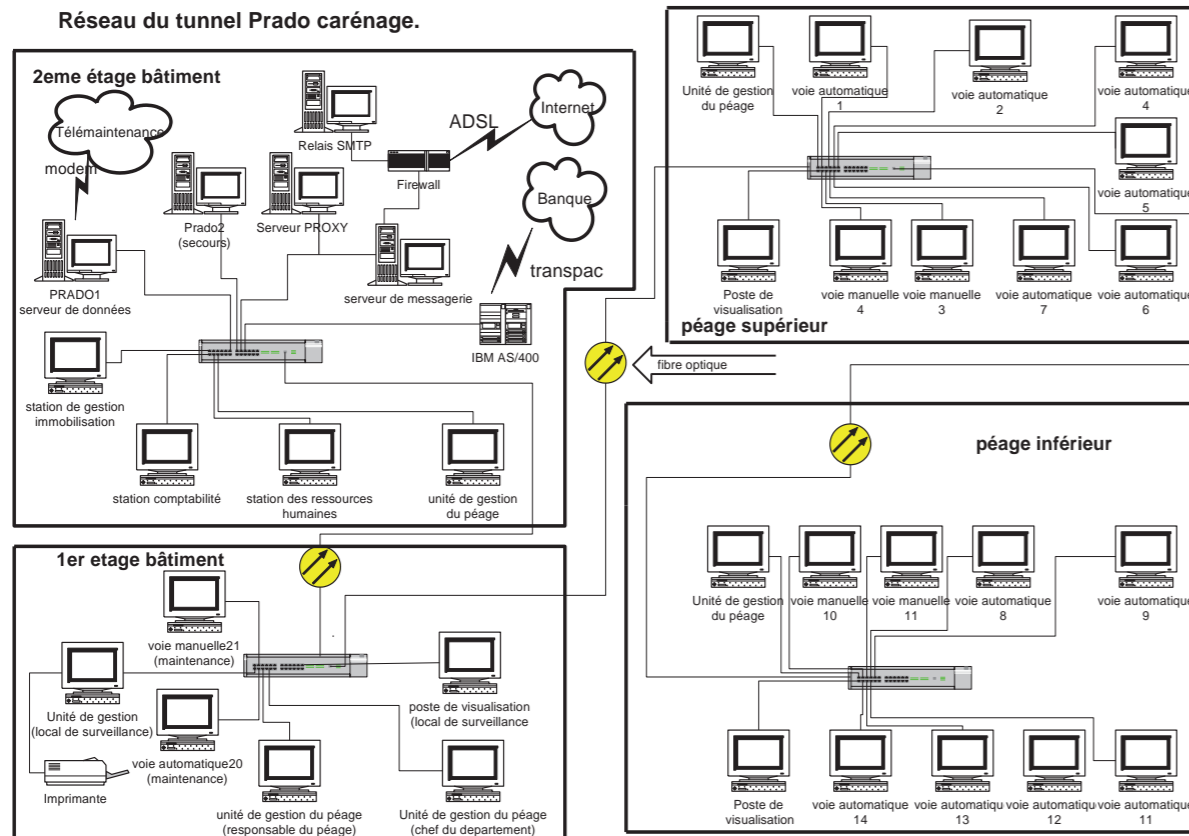 Réseau du tunnel Prado carénage.
2eme étage bâtiment
Télémaintenance
modem
Relais SMTP
ADSL
Internet
Firewall
Banque
transpac
Prado2
(secours)
Serveur PROXY
PRADO1
serveur de données
serveur de messagerie
IBM AS/400
station de gestion
immobilisation
station comptabilité
station des ressources
humaines
unité de gestion
du péage
1er etage bâtiment
voie manuelle21
(maintenance)
Unité de gestion
(local de surveillance)
voie automatique20
(maintenance)
Imprimante
poste de visualisation
(local de surveillance
unité de gestion du péage
(responsable du péage)
Unité de gestion du péage
(chef du departement)
fibre optique
Unité de gestion
du péage
voie automatique
1
voie automatique
2
voie automatique
4
voie automatique
5
Poste de
visualisation
voie manuelle
4
voie manuelle
3
voie automatique
7
voie automatique
6
péage supérieur
péage inférieur
Unité de gestion
du péage
voie manuelle
10
voie manuelle
11
voie automatique
8
voie automatique
9
Poste de
visualisation
voie automatique
14
voie automatique
13
voie automatique
12
voie automatique
11